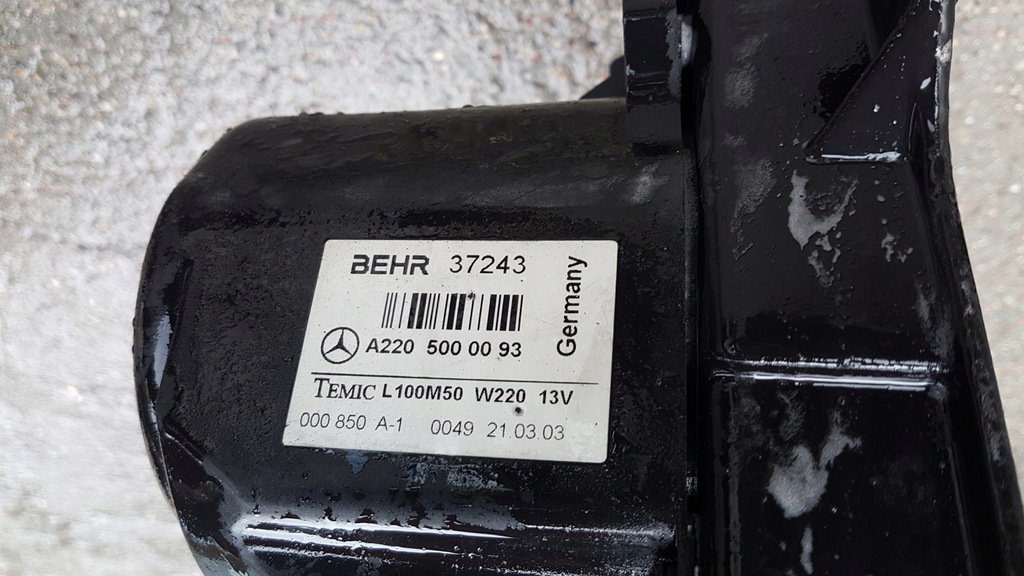 BEHR 37243
A220 500 00 93
Germany
TEMIC L100M50 W220 13V
000 850 A-1 0049 21.03.03